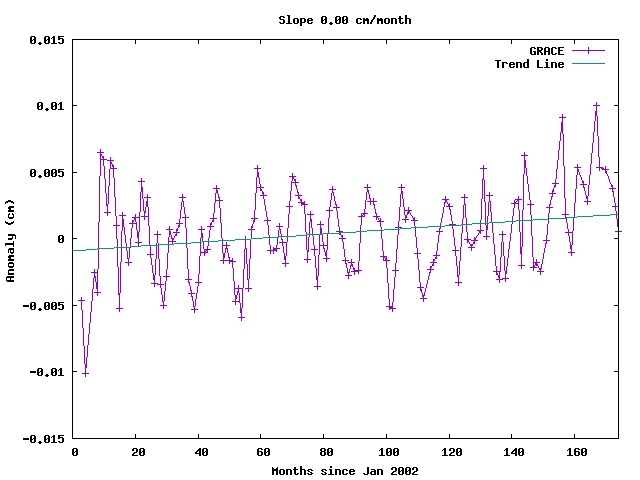 Slope 0.00 cm/month
GRACE
Trend Line
0.015
0.01
0.005
0
-0.005
-0.01
-0.015
Anomaly (cm)
0 20 40 60 80 100 120 140 160
Months since Jan 2002